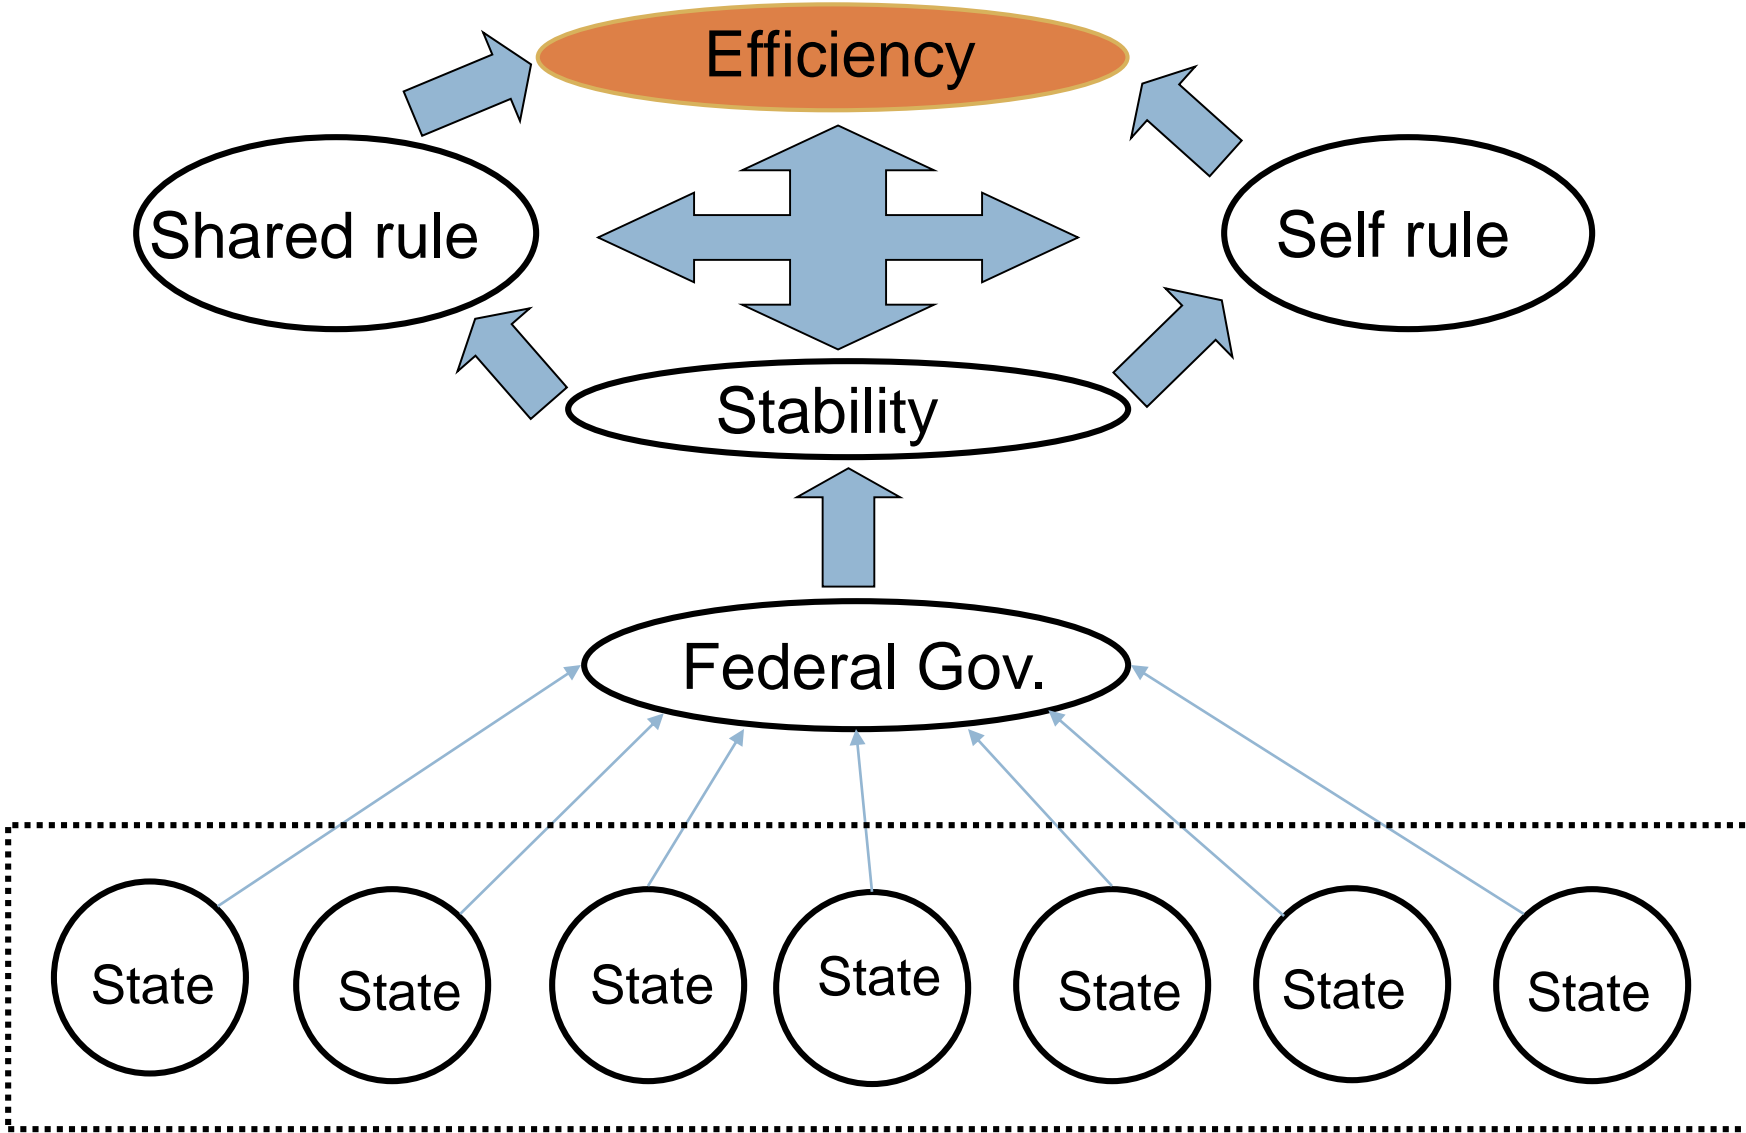 Efficiency
Shared rule
Self rule
Stability
Federal Gov.
State
State
State
State
State
State
State